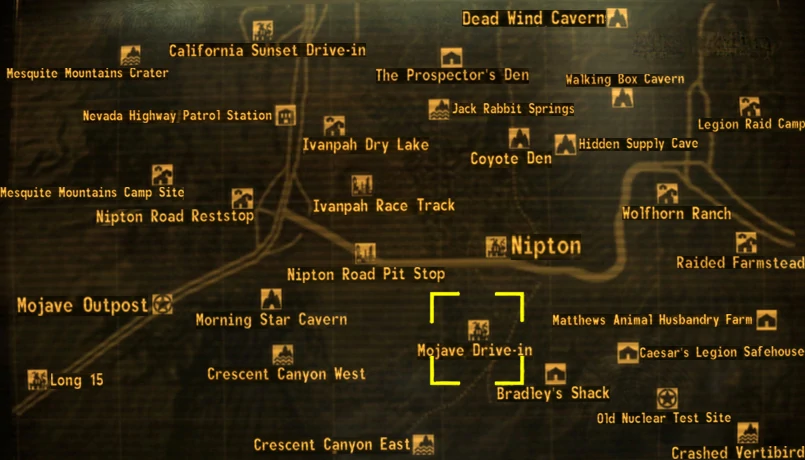 Dead Wind Cavern
California Sunset Drive-in
Mesquite Mountains Crater
The Prospector's Den
Walking Box Cavern
Nevada Highway Patrol Station
Jack Rabbit Springs
Legion Raid Camp
Ivanpah Dry Lake
Coyote Den
Hidden Supply Cave
Mesquite Mountains Camp Site
Nipton Road Reststop
Ivanpah Race Track
Wolfhorn Ranch
Nipton
Raided Farmstead
Nipton Road Pit Stop
Mojave Outpost
Morning Star Cavern
Matthews Animal Husbandry Farm
Mojave Drive-in
Caesar's Legion Safehouse
Crescent Canyon West
Long 15
Bradley's Shack
Old Nuclear Test Site
Crescent Canyon East
Crashed Vertibird